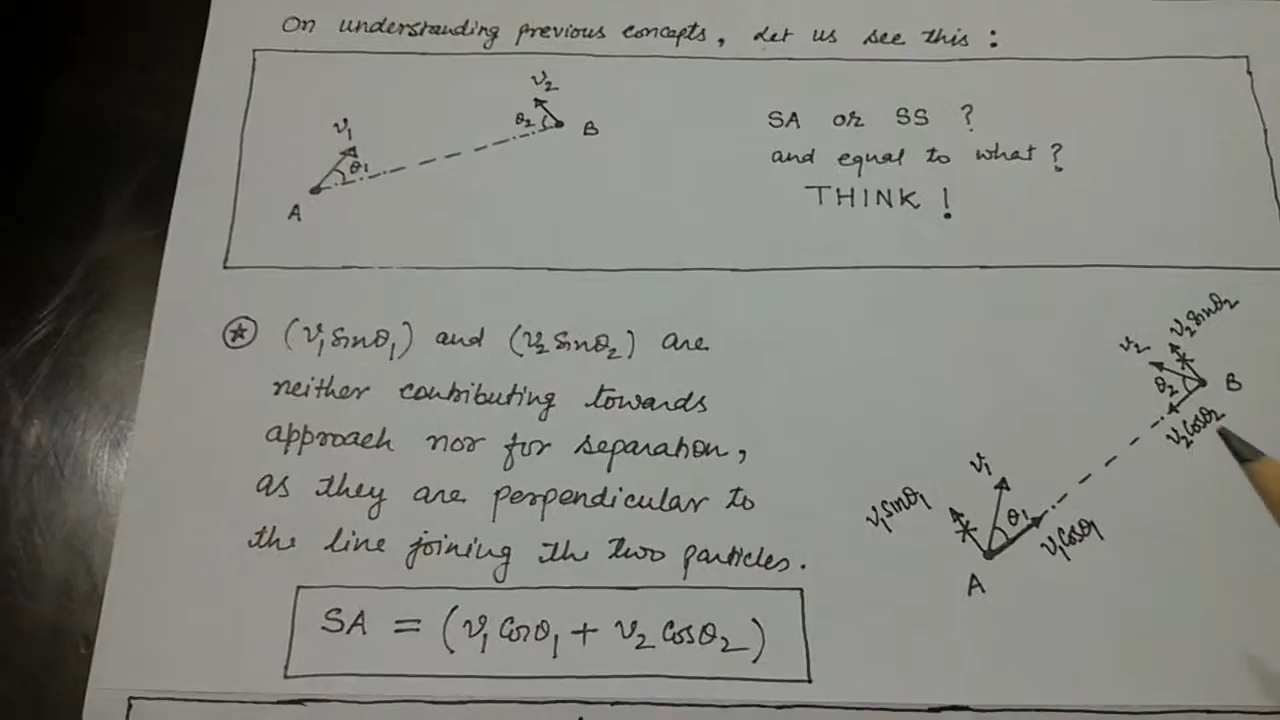 On understanding previous concepts, Let us see this :
v₂
θ₂
B
v₁
θ₁
A
SA or SS ?
and equal to what ?
THINK !
(v₁ Sinθ₁) and (v₂ Sinθ₂) are
neither contributing towards
approach nor for separation,
as they are perpendicular to
the line joining the two particles.
SA = (v₁ Cosθ₁ + v₂ Cosθ₂)
v₂ Sinθ₂
v₂
θ₂
B
v₂ Cosθ₂
v₁
v₁ Sinθ₁
θ₁
v₁ Cosθ₁
A